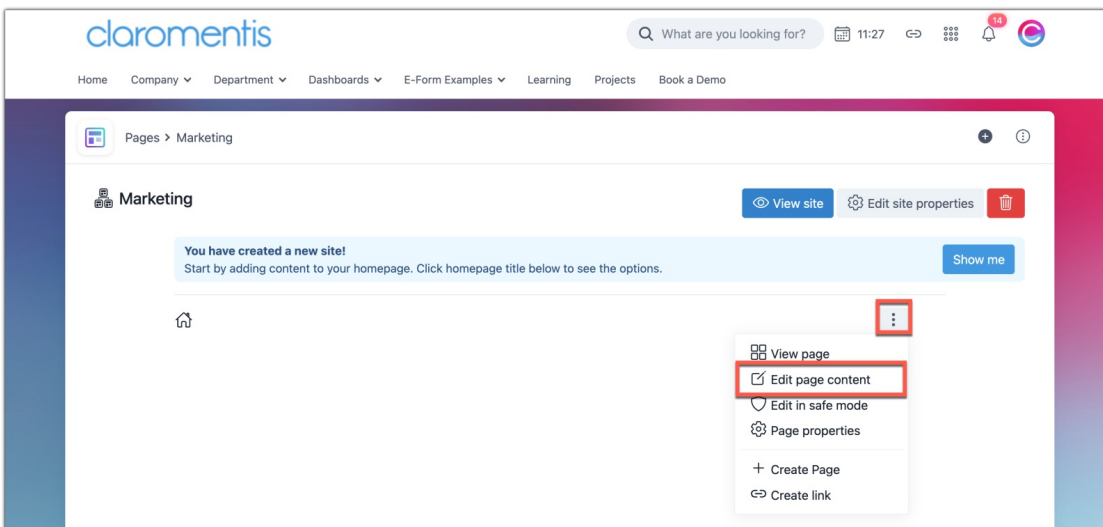 claromentis
What are you looking for?
11:27
14
Home Company Department Dashboards E-Form Examples Learning Projects Book a Demo
Pages > Marketing
Marketing
View site
Edit site properties
You have created a new site!
Start by adding content to your homepage. Click homepage title below to see the options.
Show me
View page
Edit page content
Edit in safe mode
Page properties
Create Page
Create link